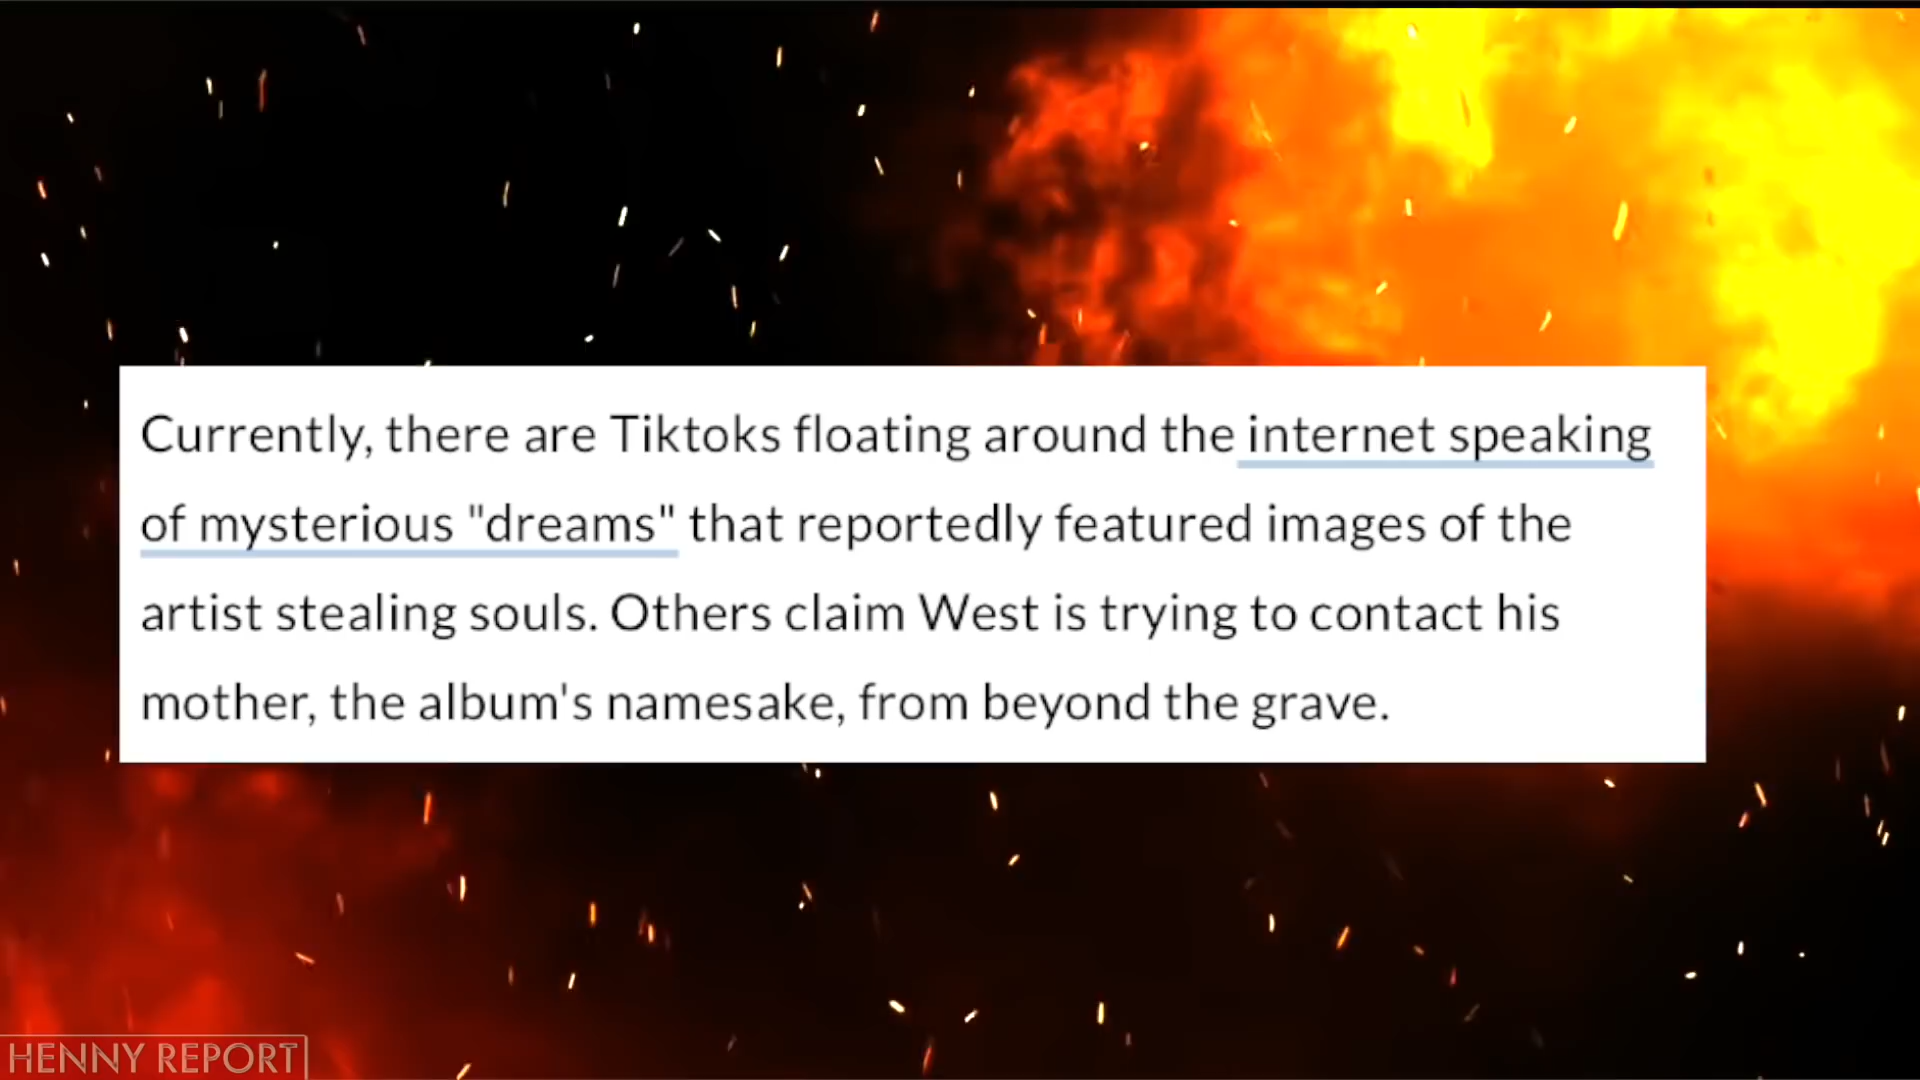 Currently, there are Tiktoks floating around the internet speaking
of mysterious "dreams" that reportedly featured images of the
artist stealing souls. Others claim West is trying to contact his
mother, the album's namesake, from beyond the grave.
HENNY REPORT